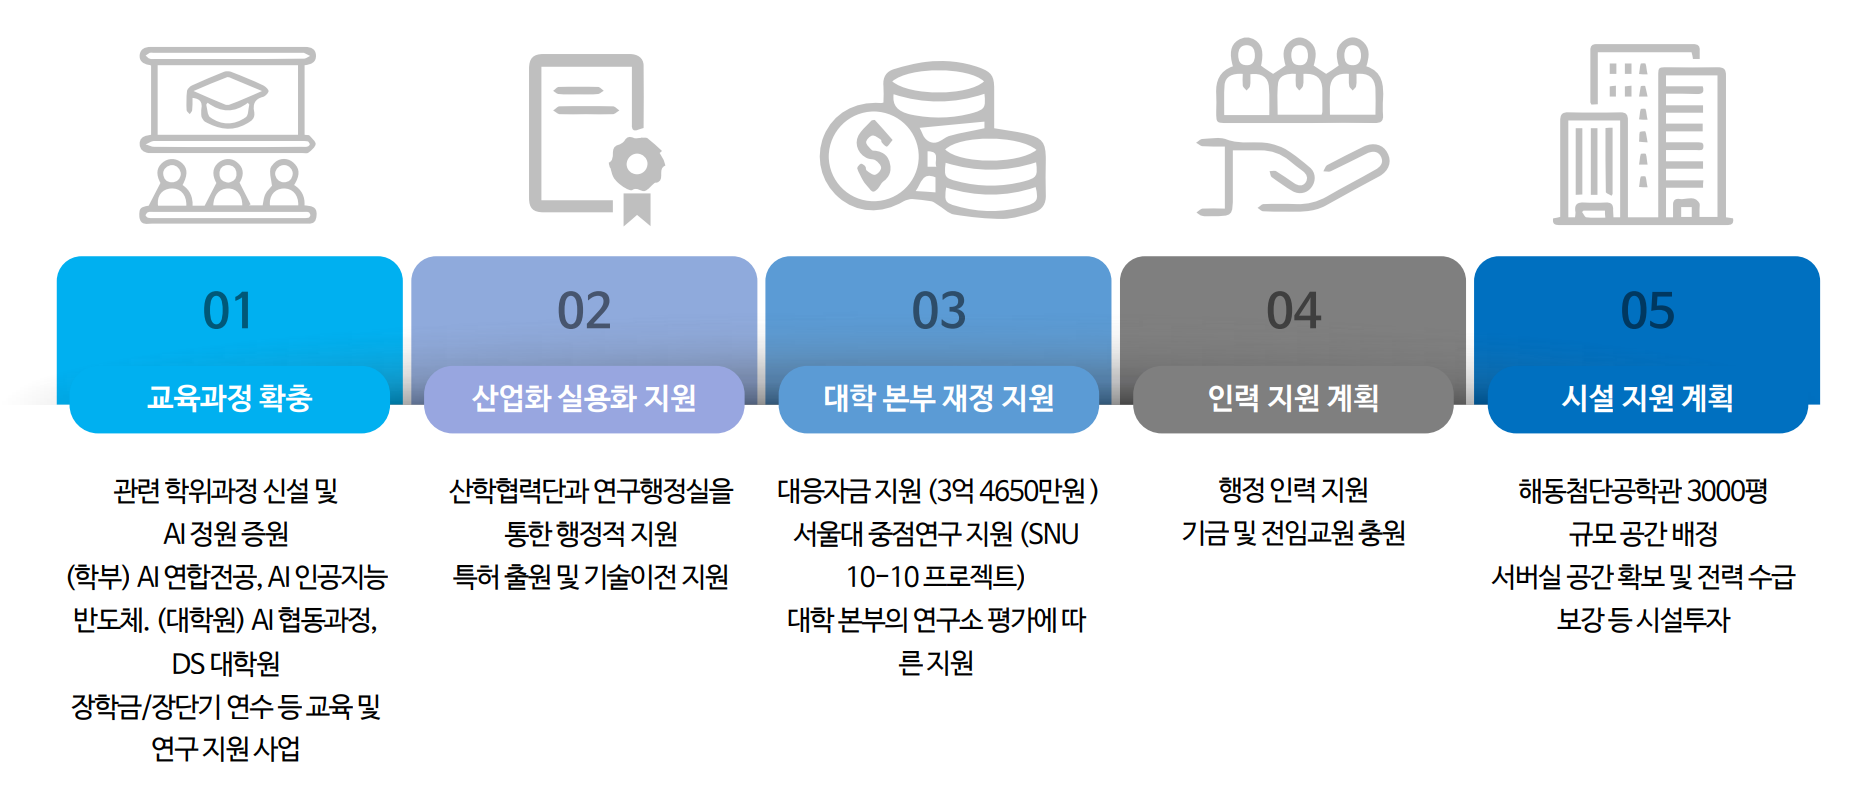 01
교육과정 확충
관련 학위과정 신설 및
AI 정원 증원
(학부) AI 연합전공, AI 인공지능
반도체. (대학원) AI 협동과정,
DS 대학원
장학금/장단기 연수 등 교육 및
연구 지원 사업
02
산업화 실용화 지원
산학협력단과 연구행정실을
통한 행정적 지원
특허 출원 및 기술이전 지원
03
대학 본부 재정 지원
대응자금 지원 (3억 4650만원 )
서울대 중점연구 지원 (SNU
10-10 프로젝트)
대학 본부의 연구소 평가에 따
른 지원
04
인력 지원 계획
행정 인력 지원
기금 및 전임교원 충원
05
시설 지원 계획
해동첨단공학관 3000평
규모 공간 배정
서버실 공간 확보 및 전력 수급
보강 등 시설투자